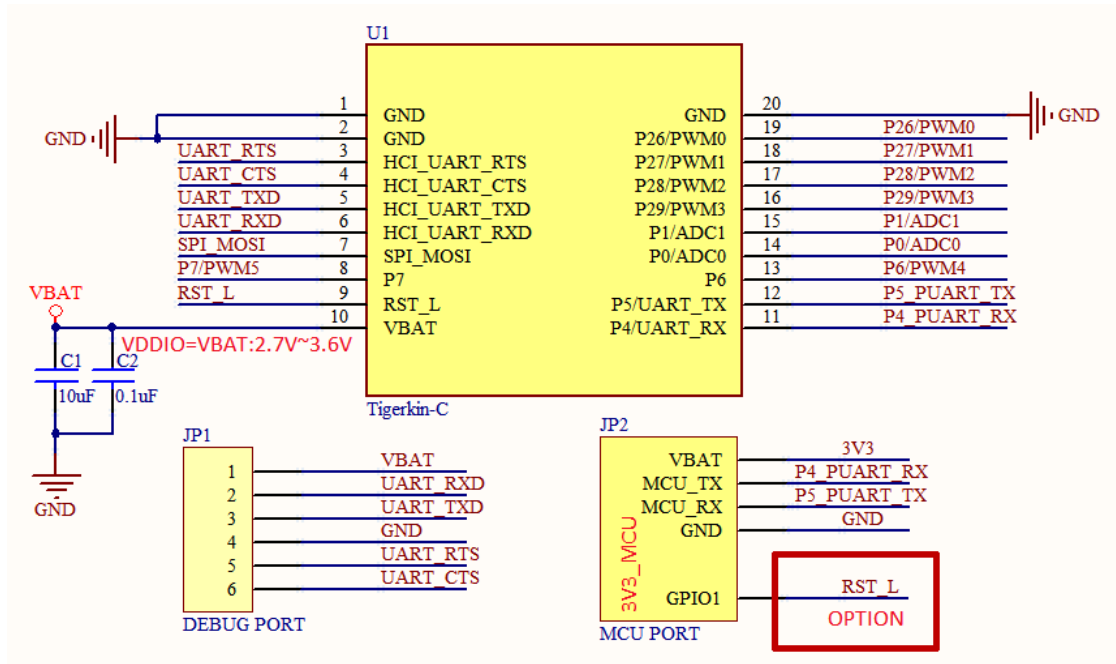 U1
1 GND GND 20
GND 2 GND P26/PWM0 19 P26/PWM0 GND
UART_RTS 3 HCI_UART_RTS P27/PWM1 18 P27/PWM1
UART_CTS 4 HCI_UART_CTS P28/PWM2 17 P28/PWM2
UART_TXD 5 HCI_UART_TXD P29/PWM3 16 P29/PWM3
UART_RXD 6 HCI_UART_RXD P1/ADC1 15 P1/ADC1
SPI_MOSI 7 SPI_MOSI P0/ADC0 14 P0/ADC0
P7/PWM5 8 P7 P6 13 P6/PWM4
RST_L 9 RST_L P5/UART_TX 12 P5_PUART_TX
VBAT 10 VBAT P4/UART_RX 11 P4_PUART_RX
VDDIO=VBAT:2.7V~3.6V
C1 C2
10uF 0.1uF
GND
Tigerkin-C
JP1
1 VBAT
2 UART_RXD
3 UART_TXD
4 GND
5 UART_RTS
6 UART_CTS
DEBUG PORT
JP2
VBAT 3V3
MCU_TX P4_PUART_RX
MCU_RX P5_PUART_TX
GND GND
3V3_MCU
GPIO1 RST_L
OPTION
MCU PORT